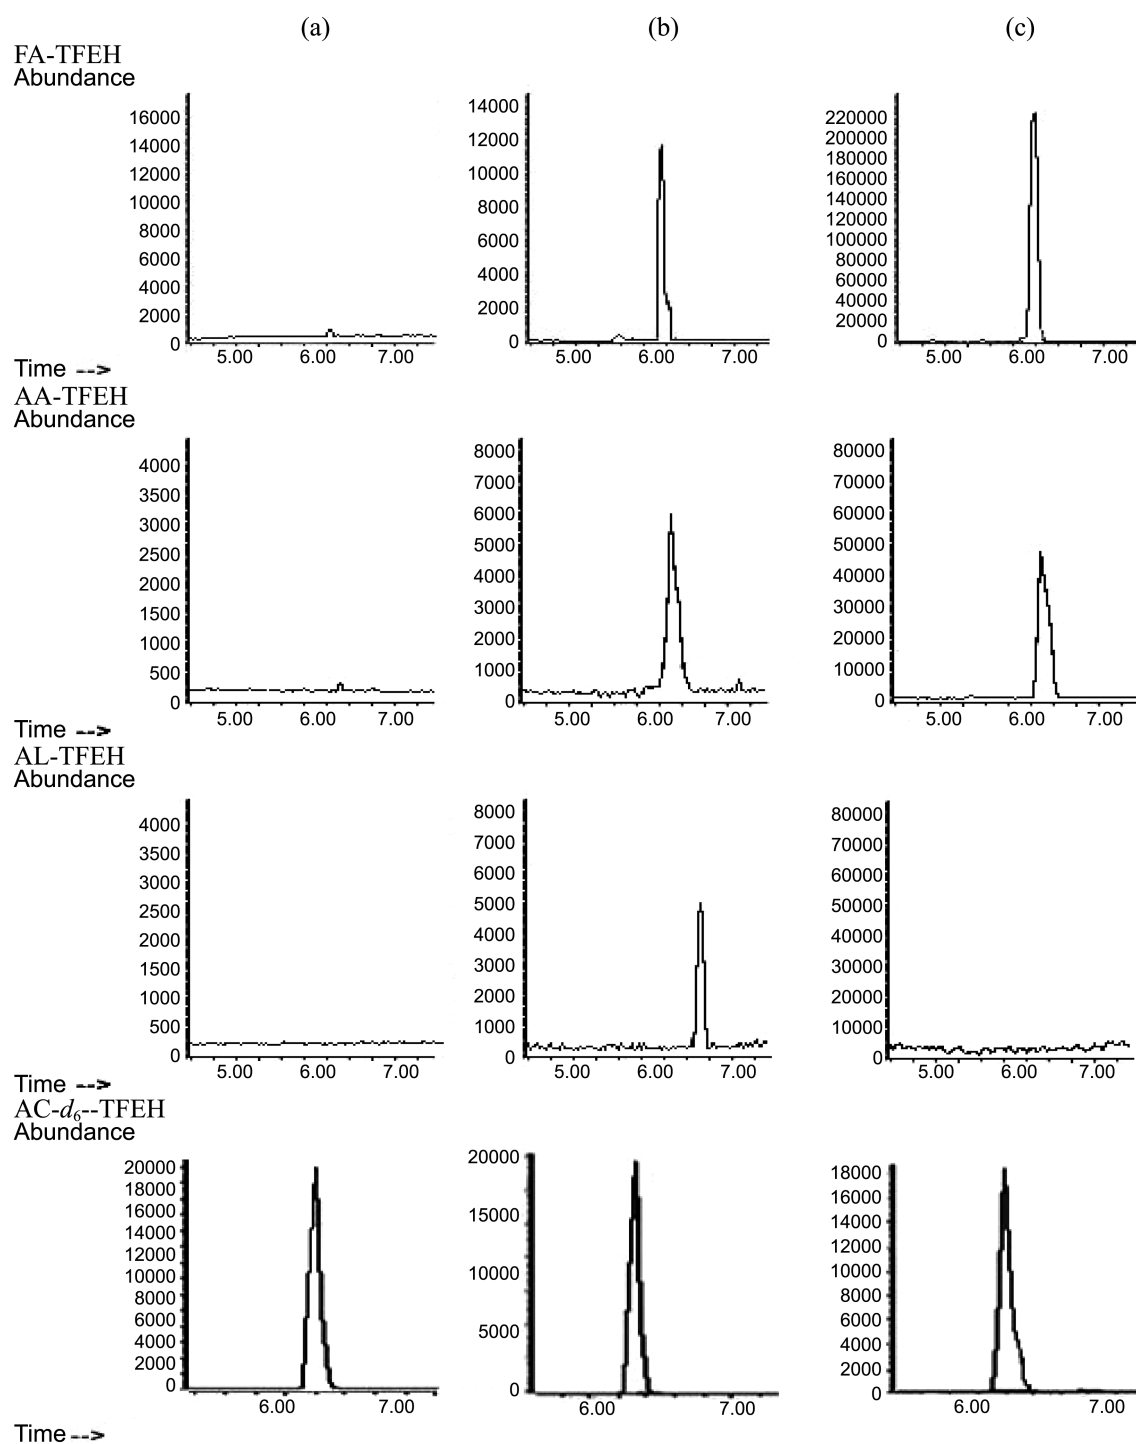 (a) (b) (c)
FA-TFEH
Abundance
16000 14000 12000 10000 8000 6000 4000 2000 0
14000 12000 10000 8000 6000 4000 2000 0
220000 200000 180000 160000 140000 120000 100000 80000 60000 40000 20000 0
5.00 6.00 7.00 5.00 6.00 7.00 5.00 6.00 7.00
Time -->
AA-TFEH
Abundance
4000 3500 3000 2500 2000 1500 1000 500 0
8000 7000 6000 5000 4000 3000 2000 1000 0
80000 70000 60000 50000 40000 30000 20000 10000 0
5.00 6.00 7.00 5.00 6.00 7.00 5.00 6.00 7.00
Time -->
AL-TFEH
Abundance
4000 3500 3000 2500 2000 1500 1000 500 0
8000 7000 6000 5000 4000 3000 2000 1000 0
80000 70000 60000 50000 40000 30000 20000 10000 0
5.00 6.00 7.00 5.00 6.00 7.00 5.00 6.00 7.00
Time -->
AC-d6--TFEH
Abundance
20000 18000 16000 14000 12000 10000 8000 6000 4000 2000 0
20000 15000 10000 5000 0
18000 16000 14000 12000 10000 8000 6000 4000 2000 0
6.00 7.00 6.00 7.00 6.00 7.00
Time -->